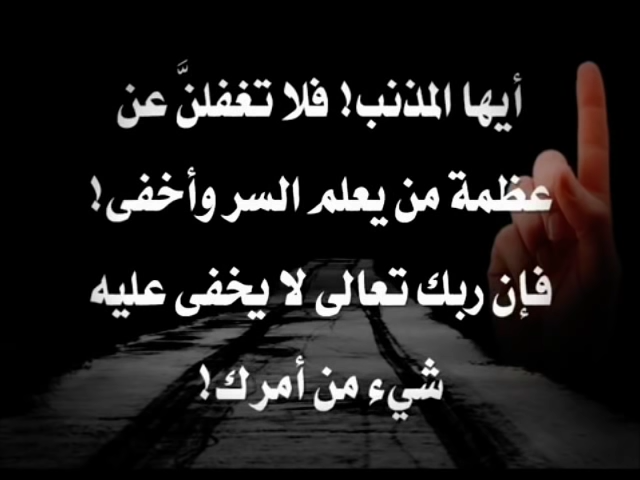 أيها المذنب! فلا تغفلنَّ عن
عظمة من يعلم السر وأخفى!
فإن ربك تعالى لا يخفى عليه
شيء من أمرك!